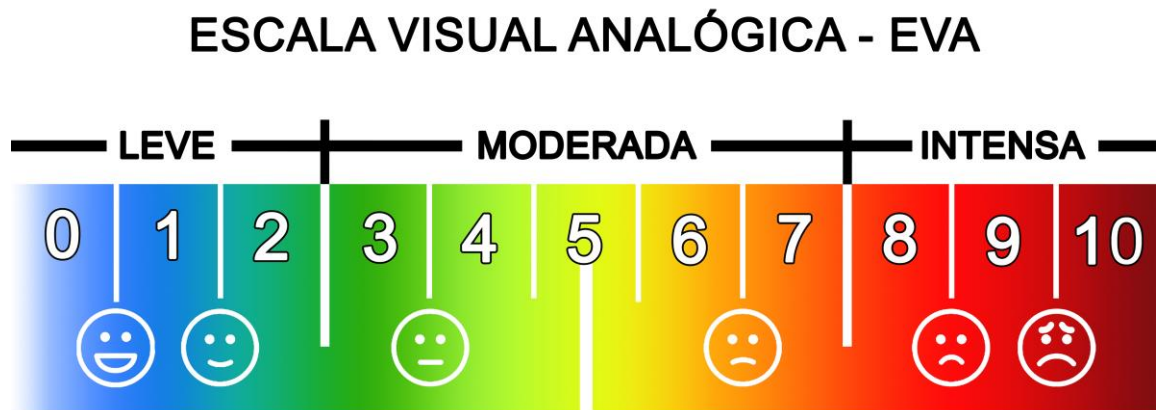 ESCALA VISUAL ANALÓGICA - EVA
LEVE MODERADA INTENSA
0 1 2 3 4 5 6 7 8 9 10